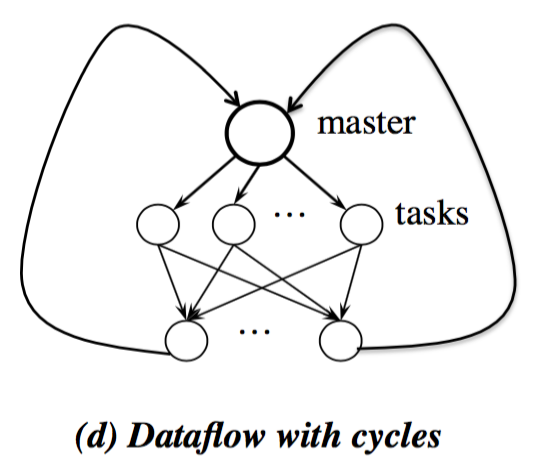 master
...
tasks
...
(d) Dataflow with cycles